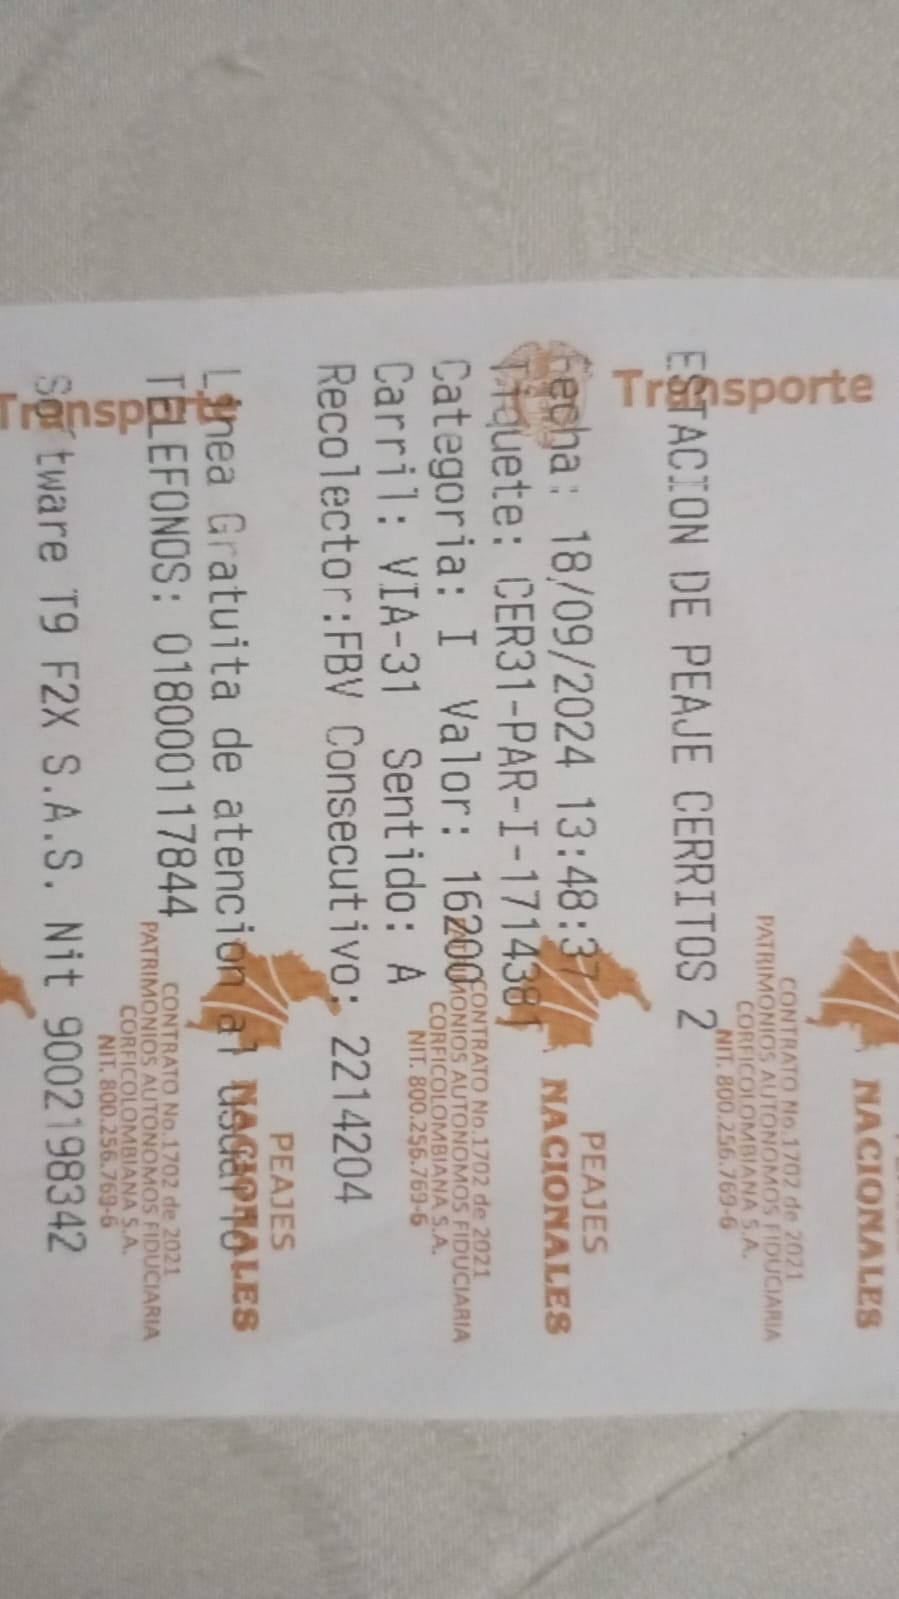 NACIONALES
CONTRATO No.1702 de 2021
PATRIMONIOS AUTONOMOS FIDUCIARIA
CORFICOLOMBIANA S.A.
NIT. 800.256.769-6
Transporte
ESTACION DE PEAJE CERRITOS 2
PEAJES
NACIONALES
Fecha: 18/09/2024 13:48:37
Tiquete: CER31-PAR-I-171431
Categoria: I Valor: 16200
CONTRATO No.1702 de 2021
PATRIMONIOS AUTONOMOS FIDUCIARIA
CORFICOLOMBIANA S.A.
NIT. 800.256.769-6
Carril: VIA-31 Sentido: A
Recolector:FBV Consecutivo: 2214204
PEAJES
NACIONALES
Linea Gratuita de atencion al usuario
TELEFONOS: 018000117844
Transporte
CONTRATO No.1702 de 2021
PATRIMONIOS AUTONOMOS FIDUCIARIA
CORFICOLOMBIANA S.A.
NIT. 800.256.769-6
Software T9 F2X S.A.S. Nit 9002198342